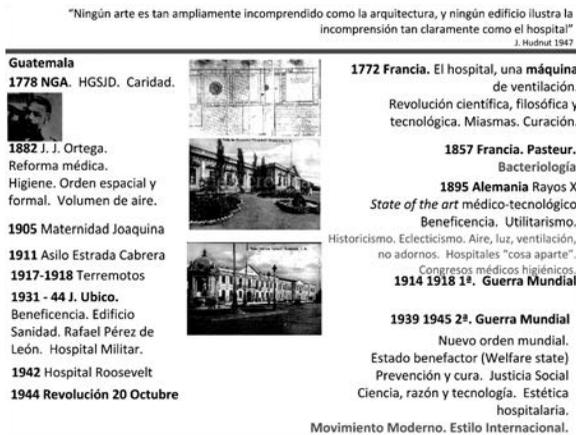 "Ningún arte es tan ampliamente incomprendido como la arquitectura, y ningún edificio ilustra la
incomprensión tan claramente como el hospital"
J. Hudnut 1947
Guatemala
1778 NGA. HGSJD. Caridad.
1882 J. J. Ortega.
Reforma médica.
Higiene. Orden espacial y
formal. Volumen de aire.
1905 Maternidad Joaquina
1911 Asilo Estrada Cabrera
1917-1918 Terremotos
1931 - 44 J. Ubico.
Beneficencia. Edificio
Sanidad. Rafael Pérez de
León. Hospital Militar.
1942 Hospital Roosevelt
1944 Revolución 20 Octubre
1772 Francia. El hospital, una máquina
de ventilación.
Revolución científica, filosófica y
tecnológica. Miasmas. Curación.
1857 Francia. Pasteur.
Bacteriología
1895 Alemania Rayos X
State of the art médico-tecnológico
Beneficencia. Utilitarismo.
Historicismo. Eclecticismo. Aire, luz, ventilación,
no adornos. Hospitales "cosa aparte".
Congresos médicos higiénicos.
1914 1918 1ª. Guerra Mundial
1939 1945 2ª. Guerra Mundial
Nuevo orden mundial.
Estado benefactor (Welfare state)
Prevención y cura. Justicia Social
Ciencia, razón y tecnología. Estética
hospitalaria.
Movimiento Moderno. Estilo Internacional.